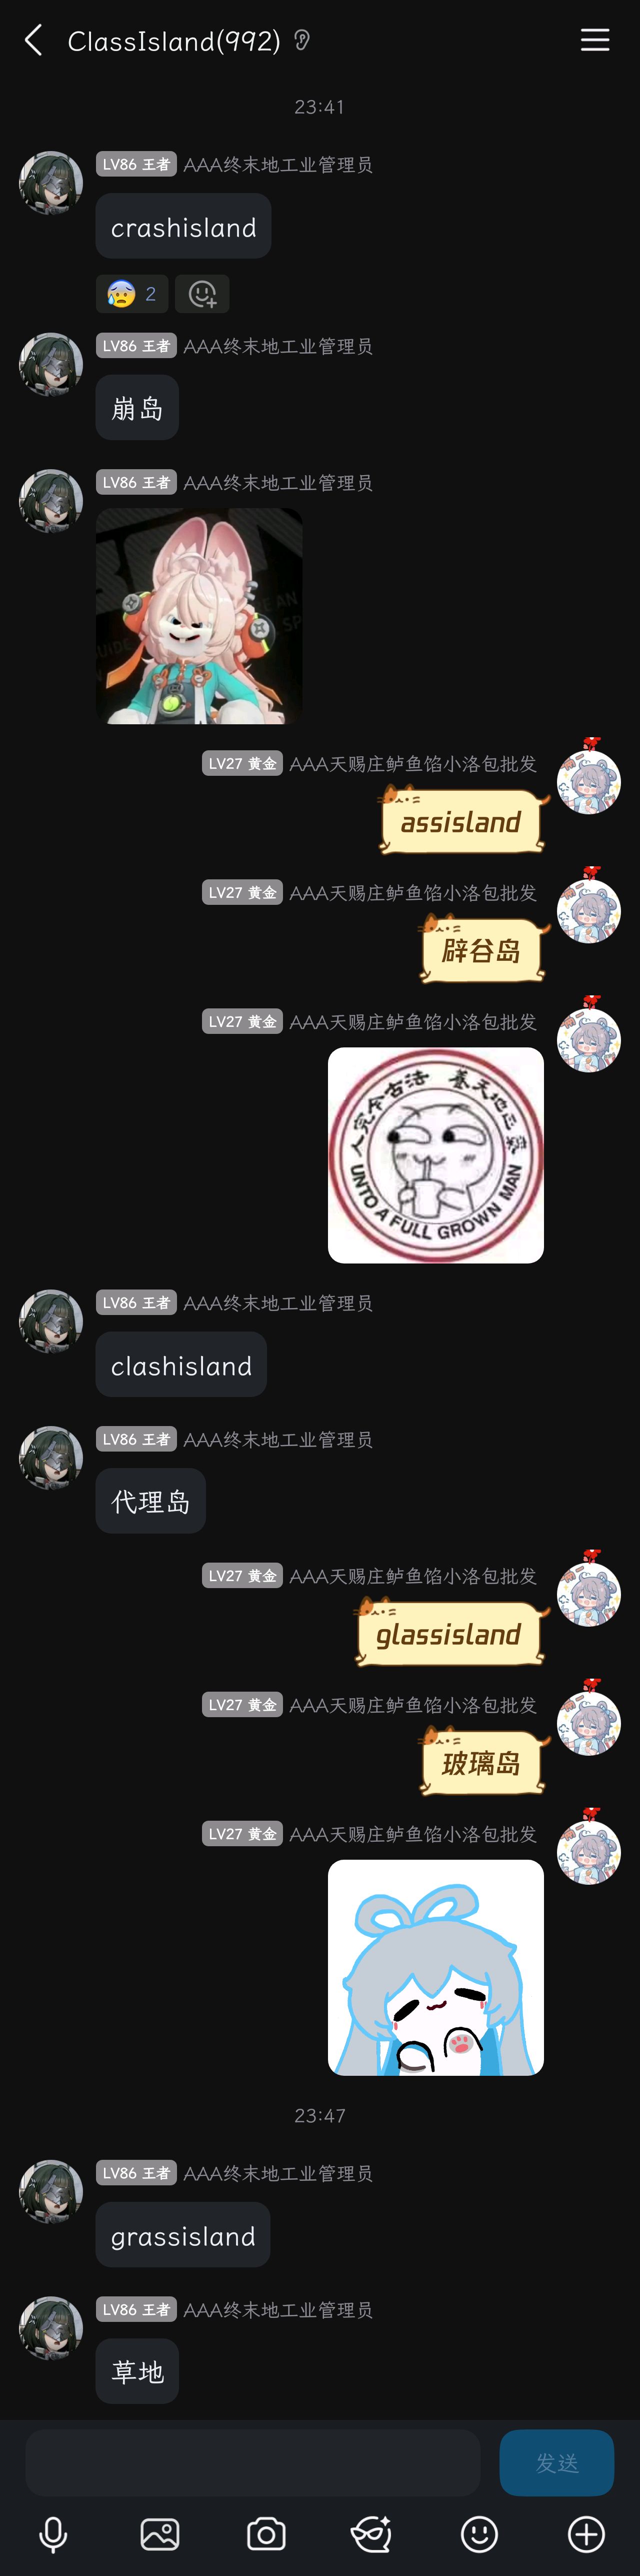 ClassIsland(992)
23:41
LV86 王者 AAA终末地工业管理员
crashisland
2
LV86 王者 AAA终末地工业管理员
崩岛
LV86 王者 AAA终末地工业管理员
LV27 黄金 AAA天赐庄鲈鱼馅小洛包批发
assisland
LV27 黄金 AAA天赐庄鲈鱼馅小洛包批发
辟谷岛
LV27 黄金 AAA天赐庄鲈鱼馅小洛包批发
UNTO A FULL GROWN MAN
LV86 王者 AAA终末地工业管理员
clashisland
LV86 王者 AAA终末地工业管理员
代理岛
LV27 黄金 AAA天赐庄鲈鱼馅小洛包批发
glassisland
LV27 黄金 AAA天赐庄鲈鱼馅小洛包批发
玻璃岛
LV27 黄金 AAA天赐庄鲈鱼馅小洛包批发
23:47
LV86 王者 AAA终末地工业管理员
grassisland
LV86 王者 AAA终末地工业管理员
草地
发送